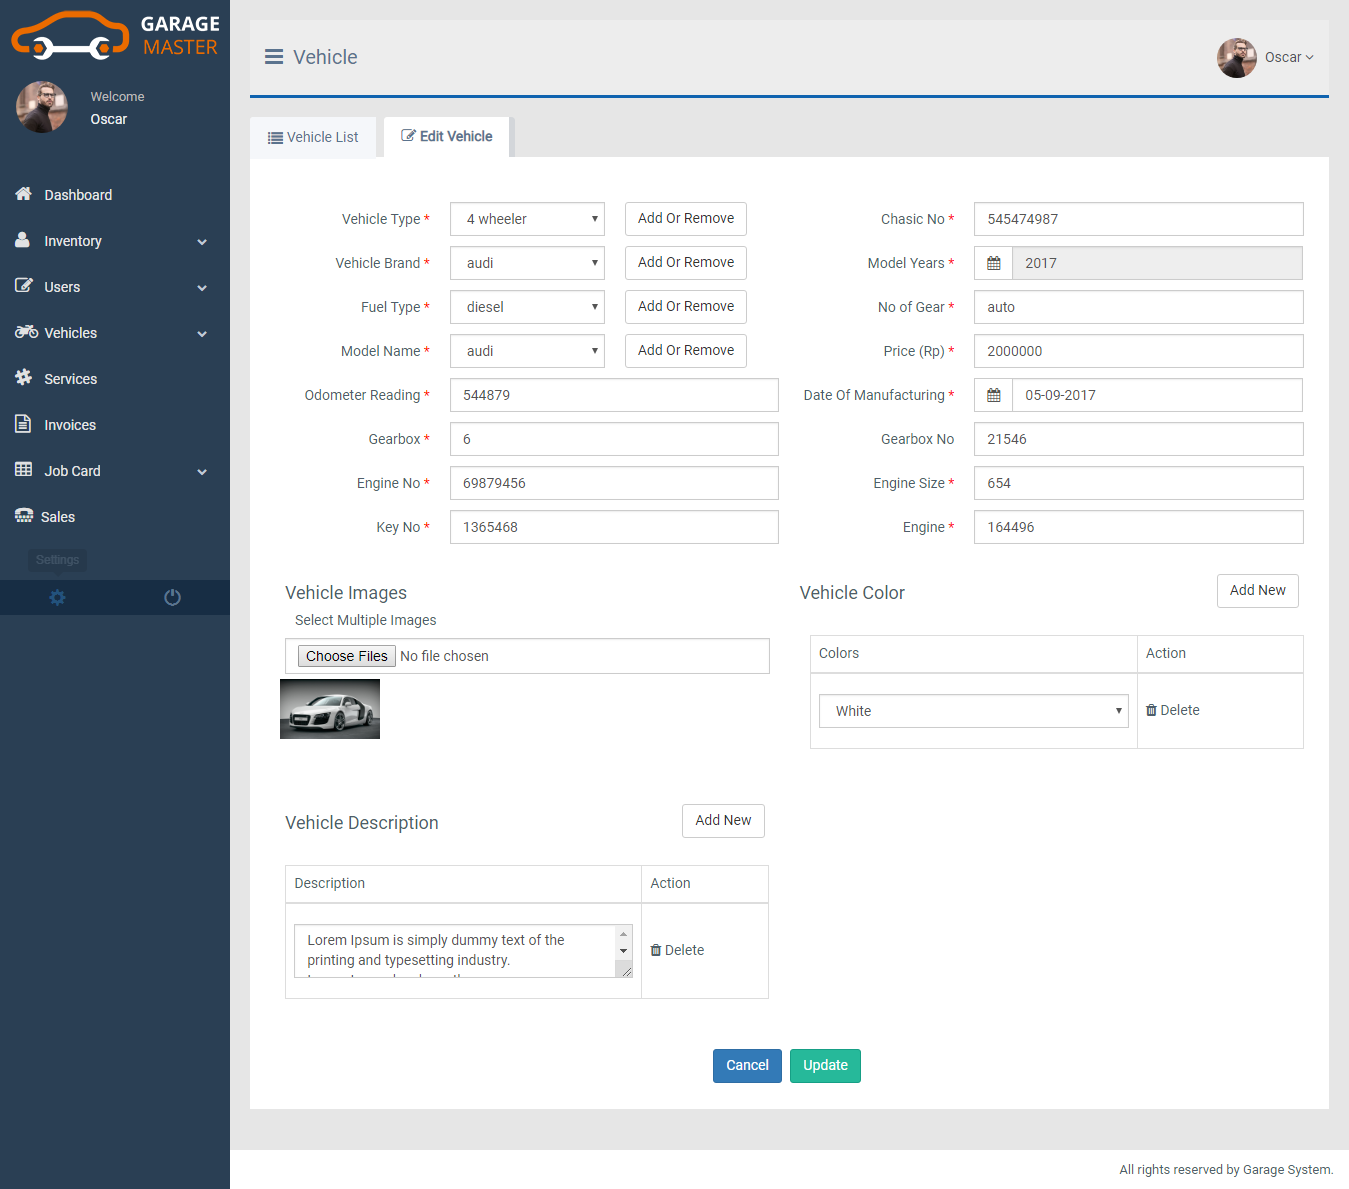 GARAGE
MASTER
Welcome
Oscar
Dashboard
Inventory
Users
Vehicles
Services
Invoices
Job Card
Sales
Settings
Vehicle
Oscar
Vehicle List
Edit Vehicle
Vehicle Type * 4 wheeler Add Or Remove Chasic No * 545474987
Vehicle Brand * audi Add Or Remove Model Years * 2017
Fuel Type * diesel Add Or Remove No of Gear * auto
Model Name * audi Add Or Remove Price (Rp) * 2000000
Odometer Reading * 544879 Date Of Manufacturing * 05-09-2017
Gearbox * 6 Gearbox No 21546
Engine No * 69879456 Engine Size * 654
Key No * 1365468 Engine * 164496
Vehicle Images
Select Multiple Images
Choose Files No file chosen
Vehicle Color Add New
Colors Action
White Delete
Vehicle Description Add New
Description Action
Lorem Ipsum is simply dummy text of the
printing and typesetting industry.
Delete
Cancel Update
All rights reserved by Garage System.